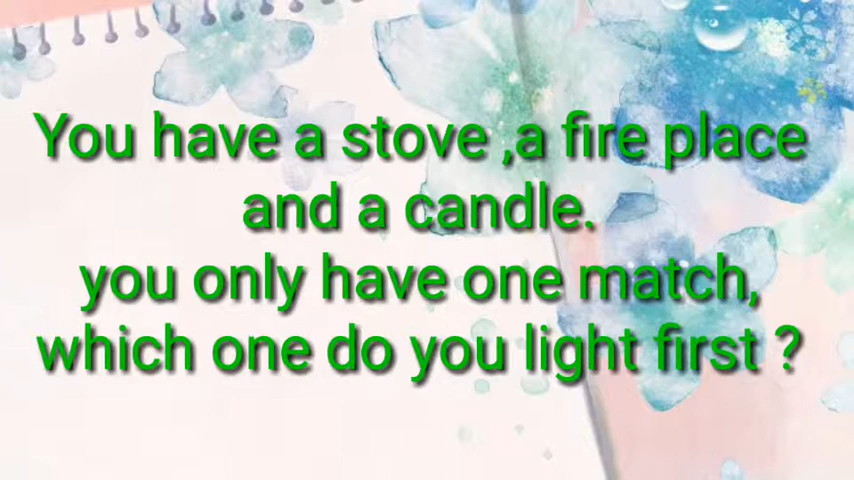 You have a stove ,a fire place
and a candle.
you only have one match,
which one do you light first ?